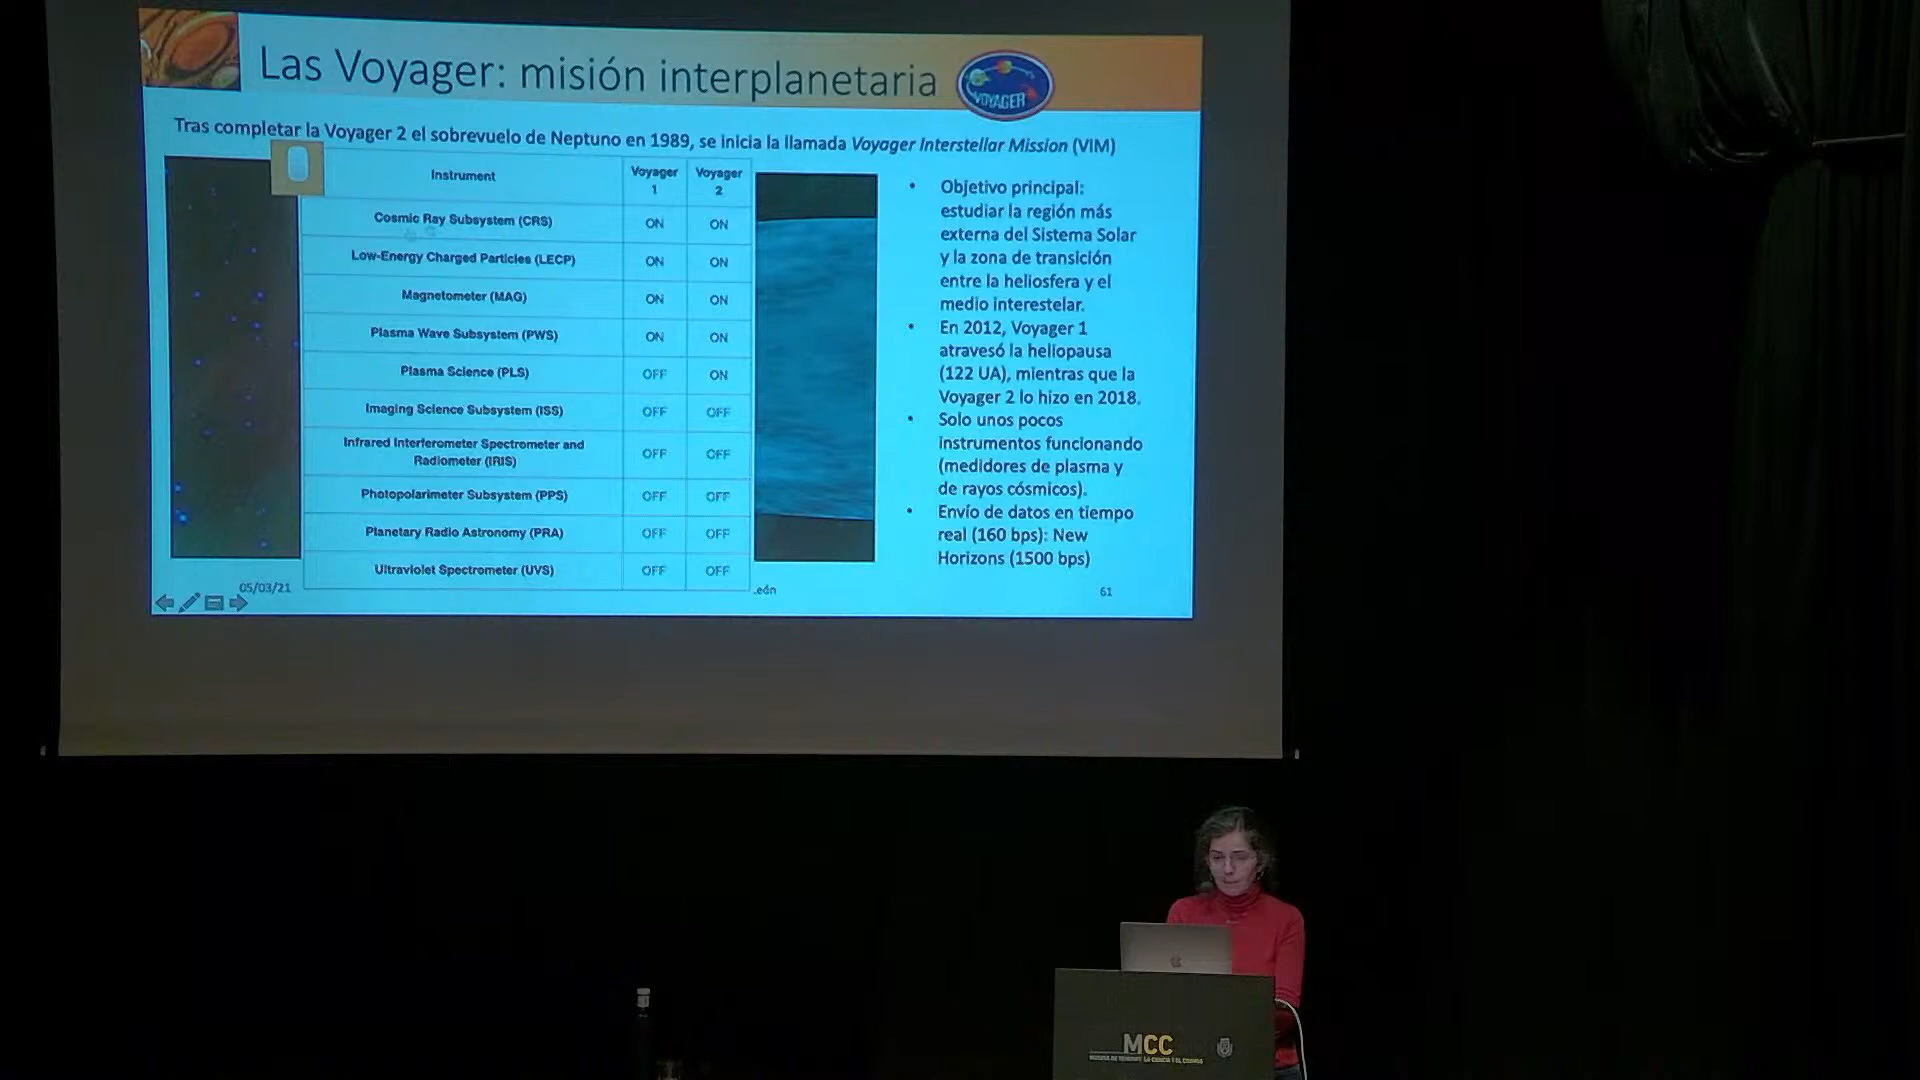 Las Voyager: misión interplanetaria
VOYAGER
Tras completar la Voyager 2 el sobrevuelo de Neptuno en 1989, se inicia la llamada Voyager Interstellar Mission (VIM)
Instrument Voyager 1 Voyager 2
Cosmic Ray Subsystem (CRS) ON ON
Low-Energy Charged Particles (LECP) ON ON
Magnetometer (MAG) ON ON
Plasma Wave Subsystem (PWS) ON ON
Plasma Science (PLS) OFF ON
Imaging Science Subsystem (ISS) OFF OFF
Infrared Interferometer Spectrometer and
Radiometer (IRIS) OFF OFF
Photopolarimeter Subsystem (PPS) OFF OFF
Planetary Radio Astronomy (PRA) OFF OFF
Ultraviolet Spectrometer (UVS) OFF OFF
• Objetivo principal:
estudiar la región más
externa del Sistema Solar
y la zona de transición
entre la heliosfera y el
medio interestelar.
• En 2012, Voyager 1
atravesó la heliopausa
(122 UA), mientras que la
Voyager 2 lo hizo en 2018.
• Solo unos pocos
instrumentos funcionando
(medidores de plasma y
de rayos cósmicos).
• Envío de datos en tiempo
real (160 bps): New
Horizons (1500 bps)
05/03/21
61
MCC